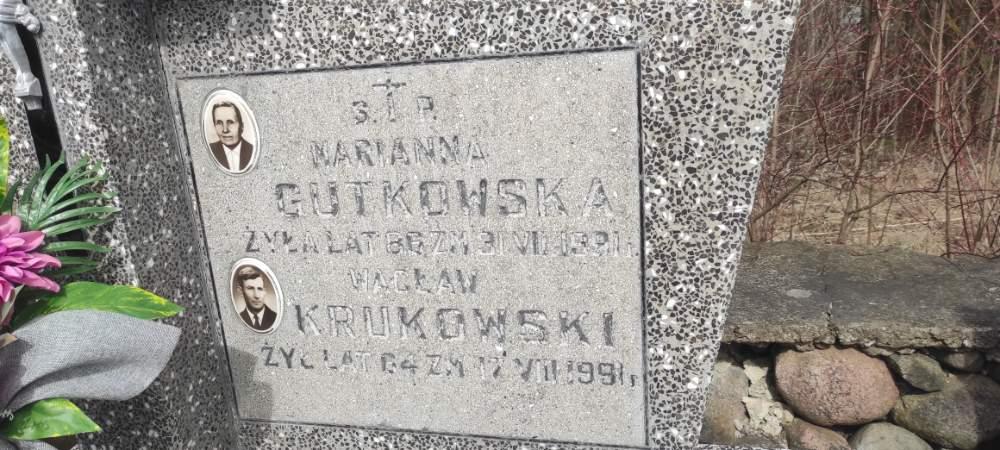 Ś. † P.
MARIANNA
GUTKOWSKA
ŻYŁA LAT 86 ZM 31 VII 1991 r.
WACŁAW
KRUKOWSKI
ŻYŁ LAT 64 ZM 17 VIII 1991 r.